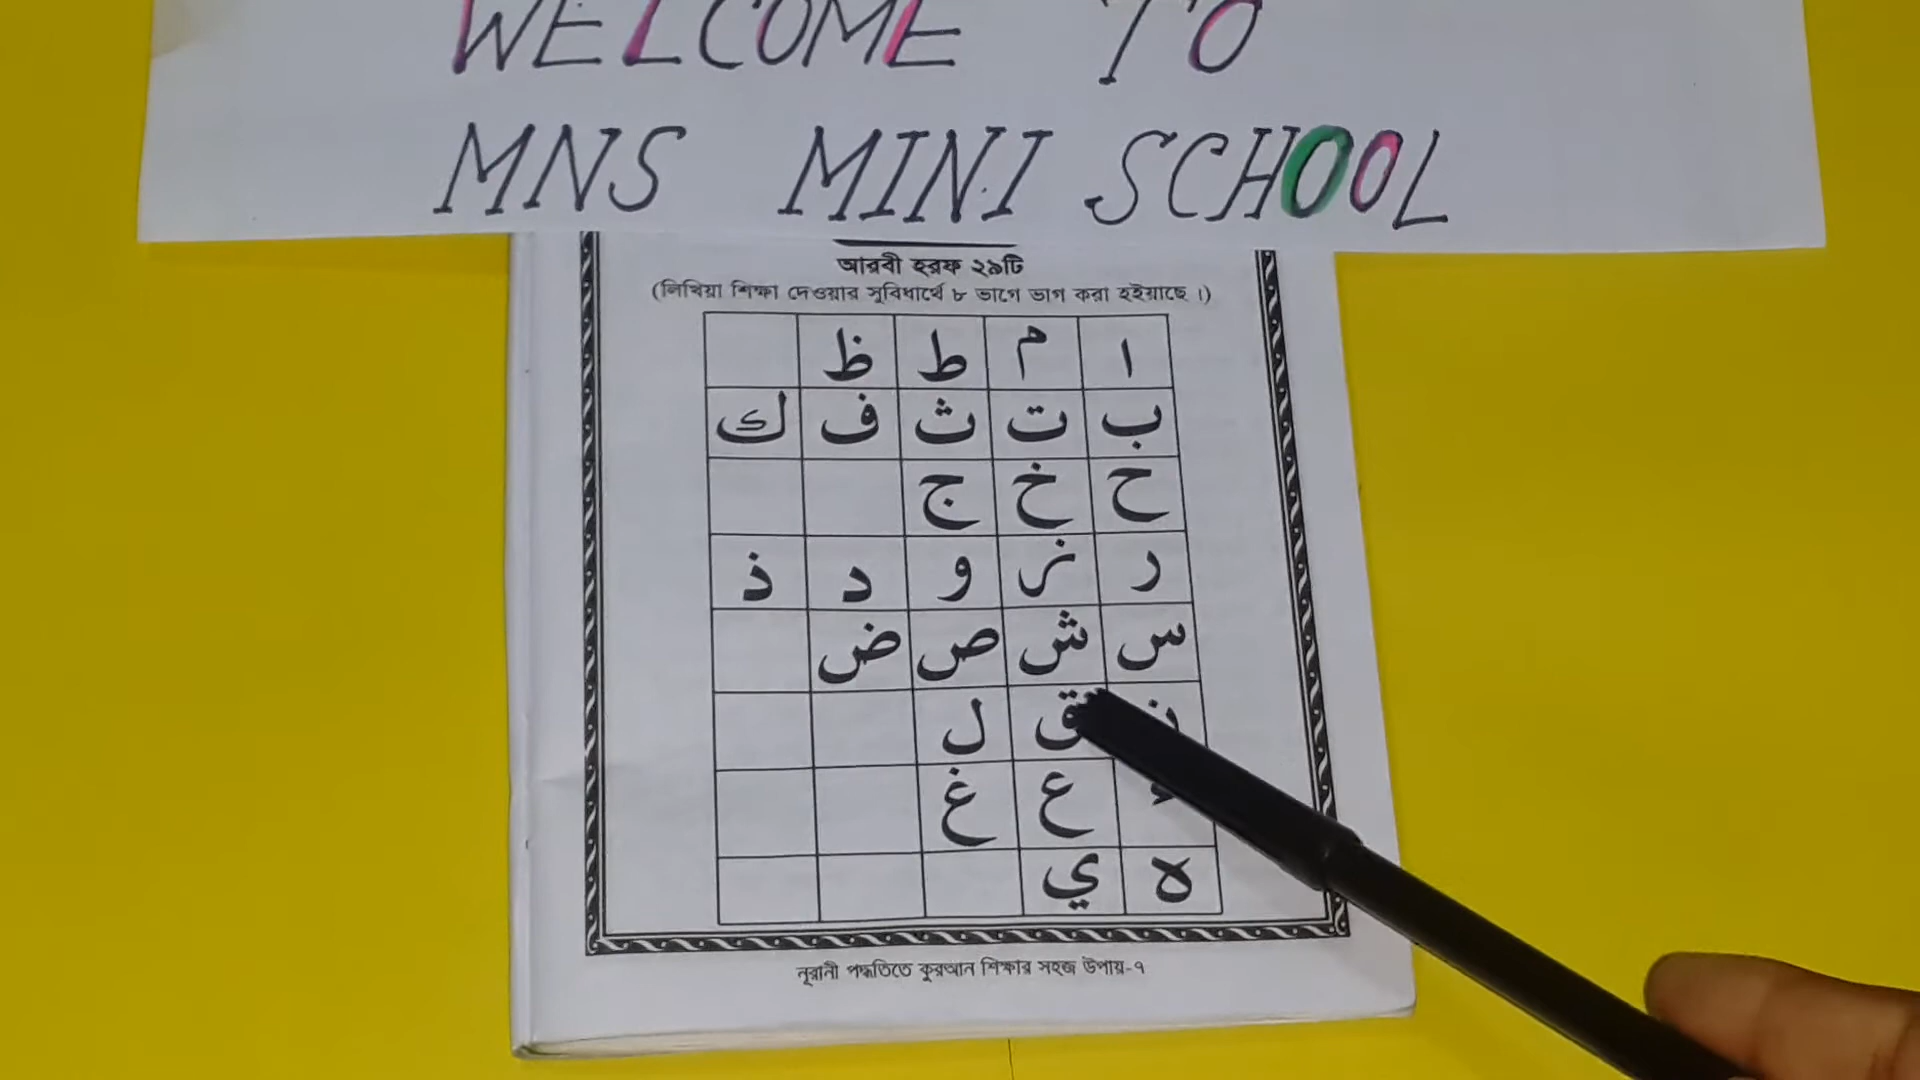 WELCOME TO
MNS MINI SCHOOL
আরবী হরফ ২৯টি
(লিখিয়া শিক্ষা দেওয়ার সুবিধার্থে ৮ ভাগে ভাগ করা হইয়াছে।)
ا م ط ظ
ب ت ث ف ك
ح خ ج
ر ز و د ذ
س ش ص ض
ن ق ل
ء ع غ
ه ي
নূরানী পদ্ধতিতে কুরআন শিক্ষার সহজ উপায়-৭